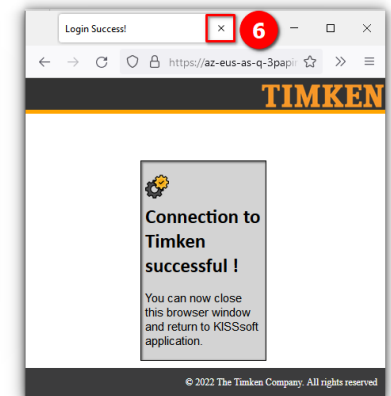 Login Success!
6
https://az-eus-as-q-3papir
TIMKEN
Connection to
Timken
successful !
You can now close
this browser window
and return to KISSsoft
application.
© 2022 The Timken Company. All rights reserved